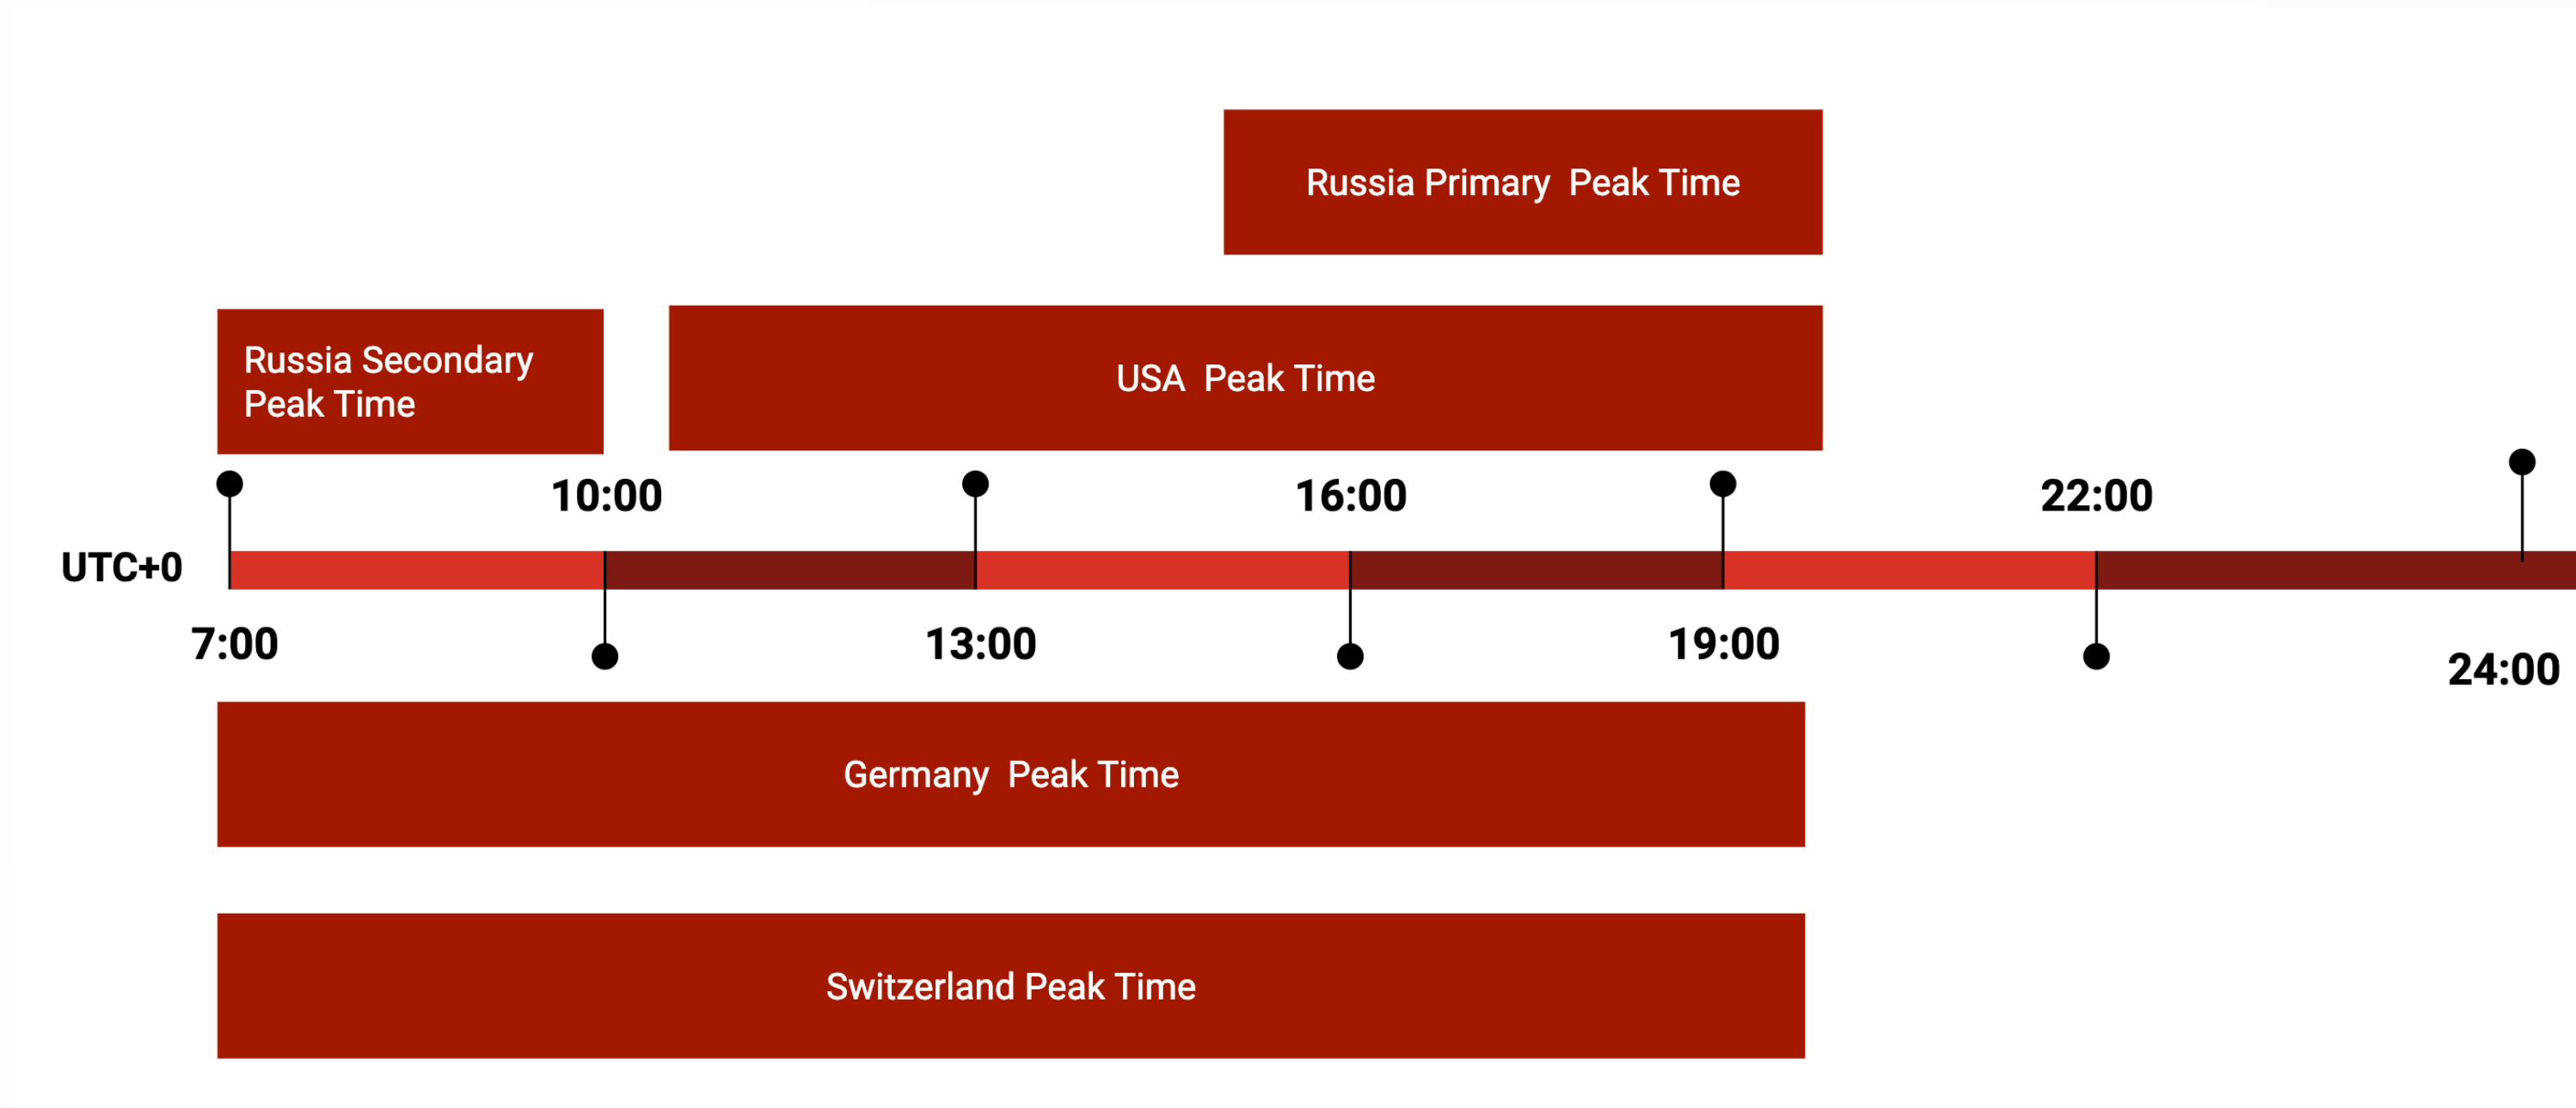 Russia Primary  Peak Time
Russia Secondary
Peak Time
USA  Peak Time
10:00
16:00
22:00
UTC+0
7:00
13:00
19:00
24:00
Germany  Peak Time
Switzerland Peak Time